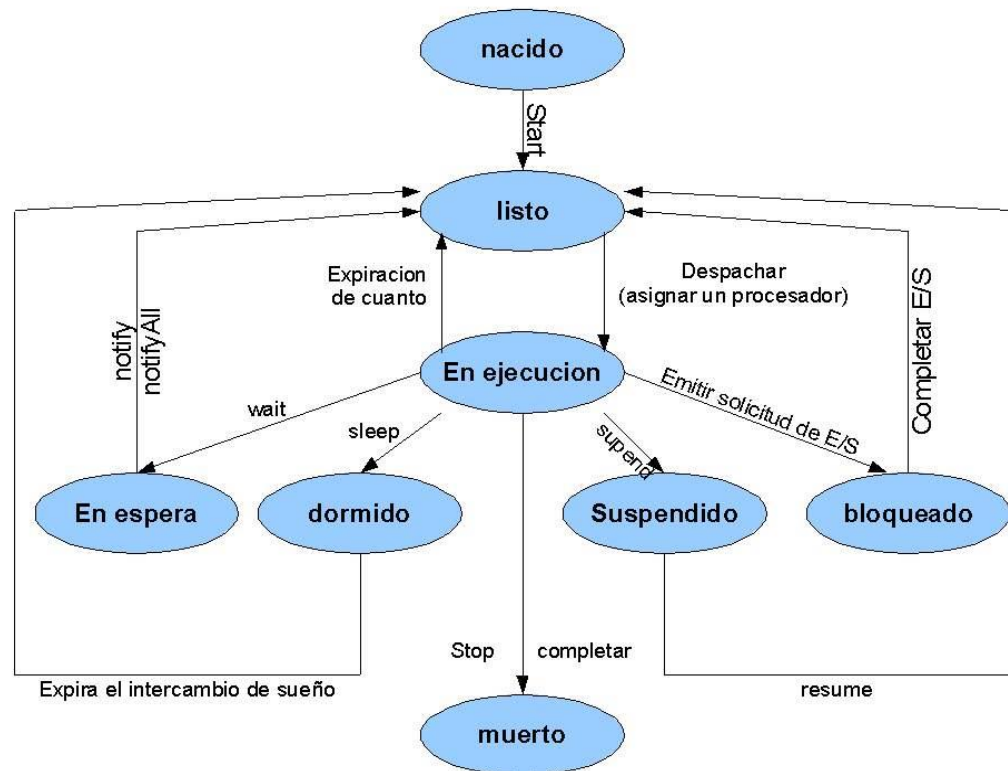 nacido
Start
listo
Expiracion
de cuanto
Despachar
(asignar un procesador)
notify
notifyAll
Completar E/S
En ejecucion
wait
sleep
supend
Emitir solicitud de E/S
En espera
dormido
Suspendido
bloqueado
Stop
completar
Expira el intercambio de sueño
resume
muerto